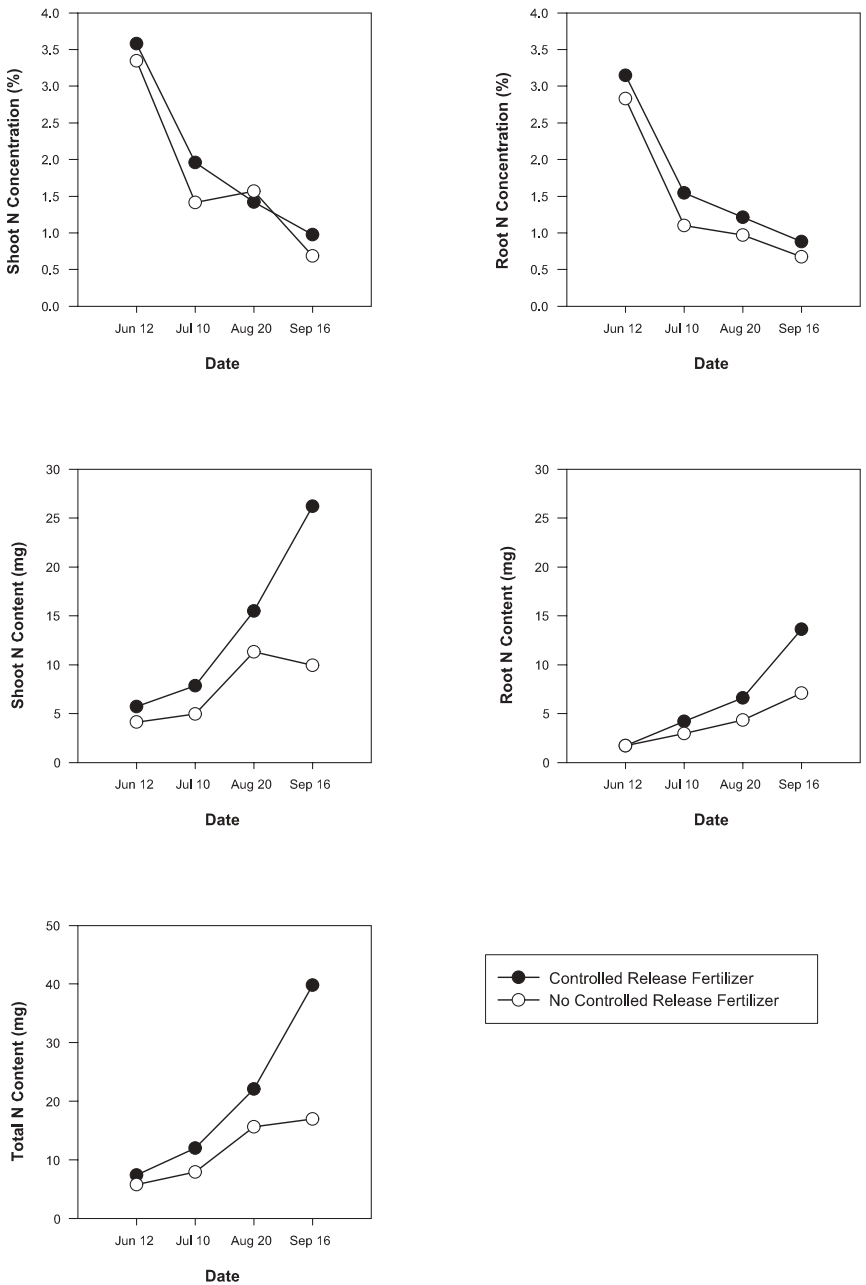 Shoot N Concentration (%)
4.0
3.5
3.0
2.5
2.0
1.5
1.0
0.5
0.0
Jun 12 Jul 10 Aug 20 Sep 16
Date
Root N Concentration (%)
4.0
3.5
3.0
2.5
2.0
1.5
1.0
0.5
0.0
Jun 12 Jul 10 Aug 20 Sep 16
Date
Shoot N Content (mg)
30
25
20
15
10
5
0
Jun 12 Jul 10 Aug 20 Sep 16
Date
Root N Content (mg)
30
25
20
15
10
5
0
Jun 12 Jul 10 Aug 20 Sep 16
Date
Total N Content (mg)
50
40
30
20
10
0
Jun 12 Jul 10 Aug 20 Sep 16
Date
Controlled Release Fertilizer
No Controlled Release Fertilizer